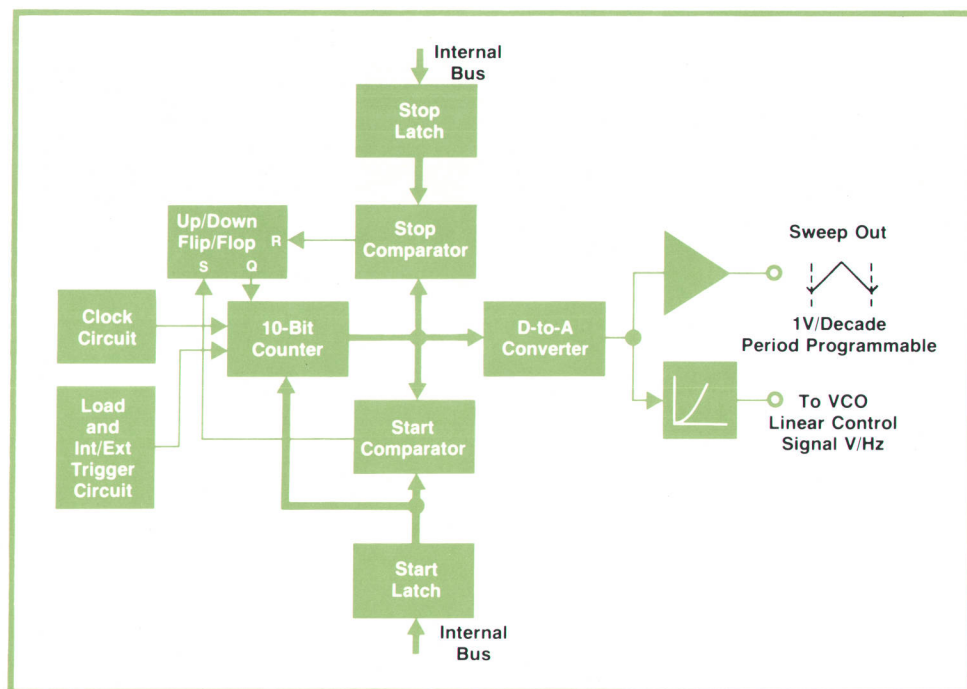 Internal
Bus
Stop
Latch
Up/Down
Flip/Flop
R
S
Q
Stop
Comparator
Sweep Out
1V/Decade
Period Programmable
Clock
Circuit
10-Bit
Counter
D-to-A
Converter
Load
and
Int/Ext
Trigger
Circuit
Start
Comparator
To VCO
Linear Control
Signal V/Hz
Start
Latch
Internal
Bus